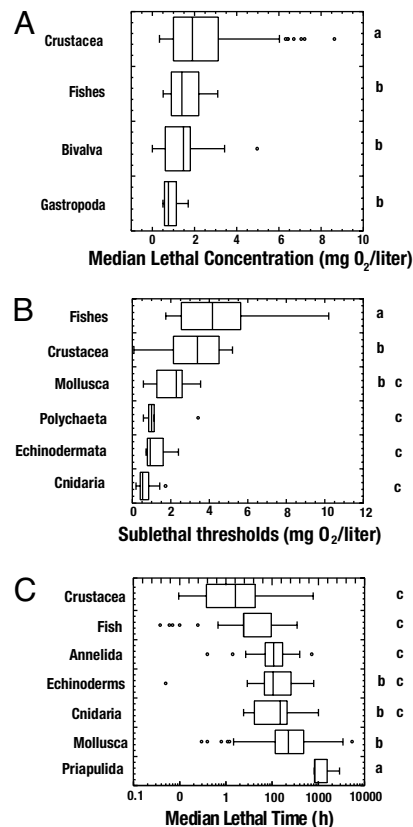 A
Crustacea a
Fishes b
Bivalva b
Gastropoda b
0 2 4 6 8 10
Median Lethal Concentration (mg O₂/liter)
B
Fishes a
Crustacea b
Mollusca b c
Polychaeta c
Echinodermata c
Cnidaria c
0 2 4 6 8 10 12
Sublethal thresholds (mg O₂/liter)
C
Crustacea c
Fish c
Annelida c
Echinoderms b c
Cnidaria b c
Mollusca b
Priapulida a
0.1 0 1 10 100 1000 10000
Median Lethal Time (h)